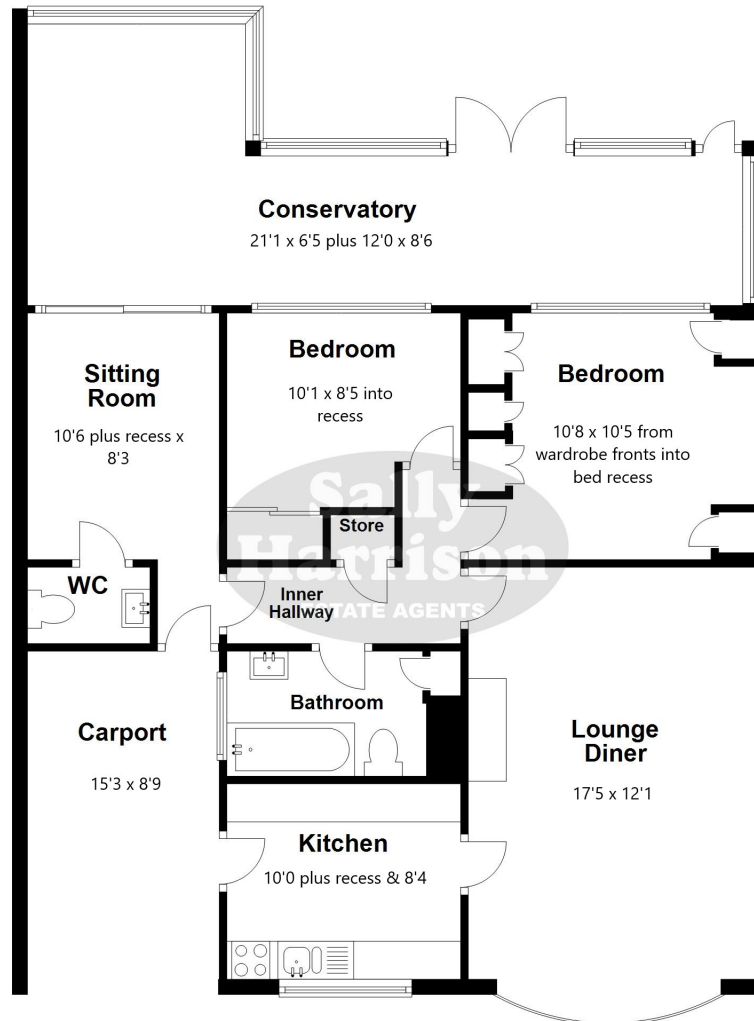 Conservatory
21'1 x 6'5 plus 12'0 x 8'6
Sitting
Room
10'6 plus recess x
8'3
Bedroom
10'1 x 8'5 into
recess
Bedroom
10'8 x 10'5 from
wardrobe fronts into
bed recess
Sally
Harrison
ESTATE AGENTS
Store
WC
Inner
Hallway
Bathroom
Carport
15'3 x 8'9
Lounge
Diner
17'5 x 12'1
Kitchen
10'0 plus recess & 8'4